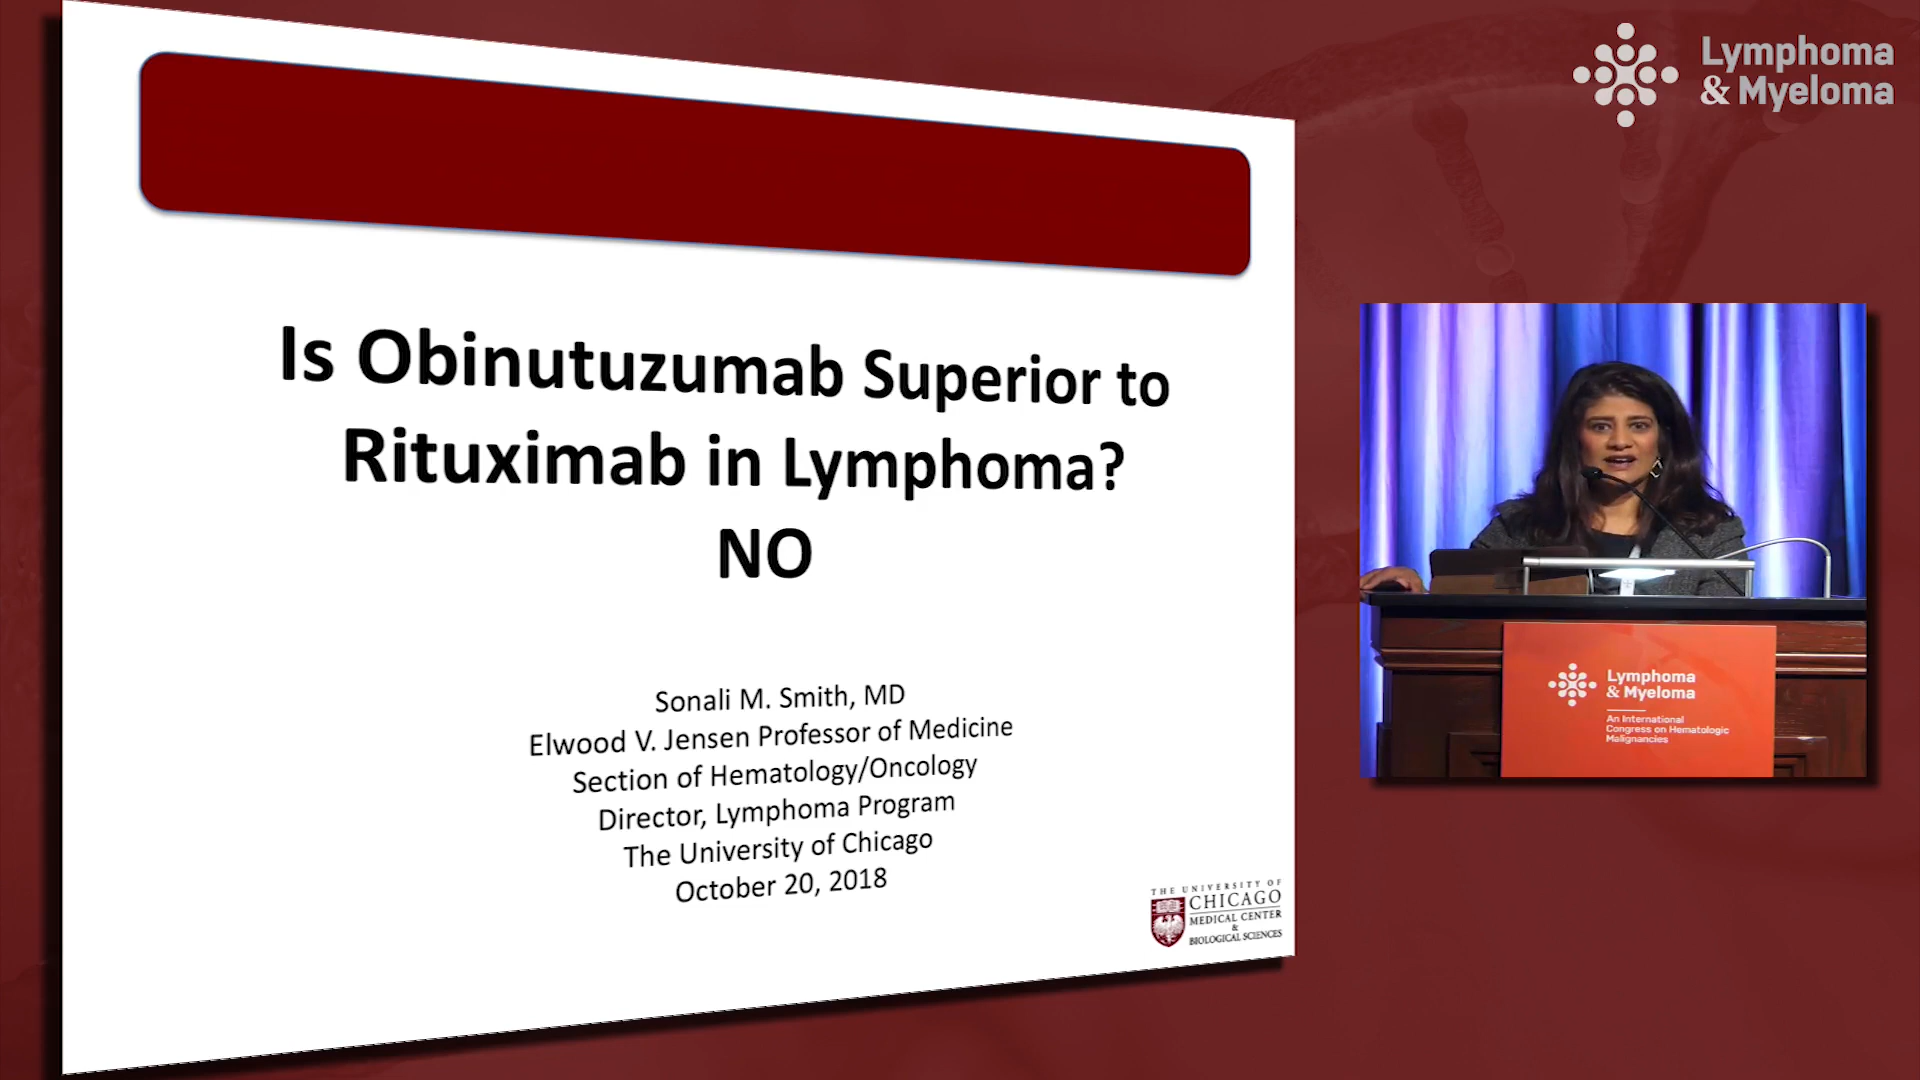 Lymphoma
& Myeloma
Is Obinutuzumab Superior to
Rituximab in Lymphoma?
NO
Sonali M. Smith, MD
Elwood V. Jensen Professor of Medicine
Section of Hematology/Oncology
Director, Lymphoma Program
The University of Chicago
October 20, 2018
THE UNIVERSITY OF
CHICAGO
MEDICAL CENTER
&
BIOLOGICAL SCIENCES
Lymphoma
& Myeloma
An International
Congress on Hematologic
Malignancies